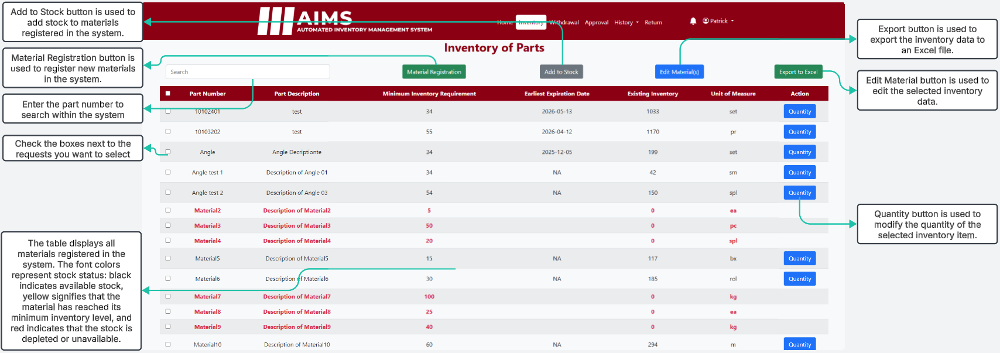 Add to Stock button is used to
add stock to materials
registered in the system.
Material Registration button is
used to register new materials
in the system.
Enter the part number to
search within the system
Check the boxes next to the
requests you want to select
The table displays all
materials registered in the
system. The font colors
represent stock status: black
indicates available stock,
yellow signifies that the
material has reached its
minimum inventory level, and
red indicates that the stock is
depleted or unavailable.
AIMS
AUTOMATED INVENTORY MANAGEMENT SYSTEM
Home Inventory Withdrawal Approval History Return Patrick
Inventory of Parts
Search Material Registration Add to Stock Edit Material(s) Export to Excel
Part Number Part Description Minimum Inventory Requirement Earliest Expiration Date Existing Inventory Unit of Measure Action
10102401 test 34 2026-05-13 1033 set Quantity
10103202 test 55 2026-04-12 1170 pr Quantity
Angle Angle Decriptionte 34 2025-12-05 199 set Quantity
Angle test 1 Description of Angle 01 34 NA 42 srn Quantity
Angle test 2 Description of Angle 03 54 NA 150 spl Quantity
Material2 Description of Material2 5 0 ea
Material3 Description of Material3 50 0 pc
Material4 Description of Material4 20 0 spl
Material5 Description of Material5 15 NA 117 bx Quantity
Material6 Description of Material6 30 NA 185 rol Quantity
Material7 Description of Material7 100 0 kg
Material8 Description of Material8 25 0 ea
Material9 Description of Material9 40 0 kg
Material10 Description of Material10 60 NA 294 m Quantity
Export button is used to
export the inventory data to
an Excel file.
Edit Material button is used to
edit the selected inventory
data.
Quantity button is used to
modify the quantity of the
selected inventory item.